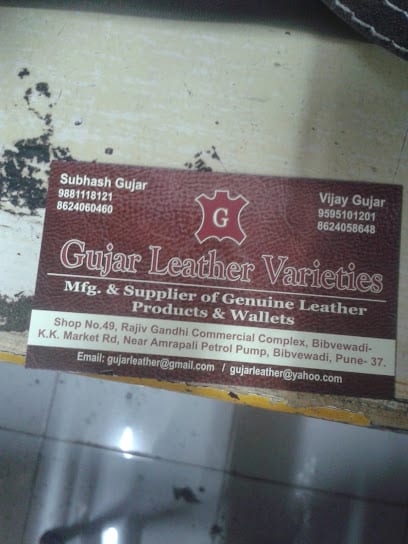 Subhash Gujar
9881118121
8624060460
Vijay Gujar
9595101201
8624058648
G
Gujar Leather Varieties
Mfg. & Supplier of Genuine Leather
Products & Wallets
Shop No.49, Rajiv Gandhi Commercial Complex, Bibvewadi-
K.K. Market Rd, Near Amrapali Petrol Pump, Bibvewadi, Pune- 37.
Email: gujarleather@gmail.com / gujarleather@yahoo.com